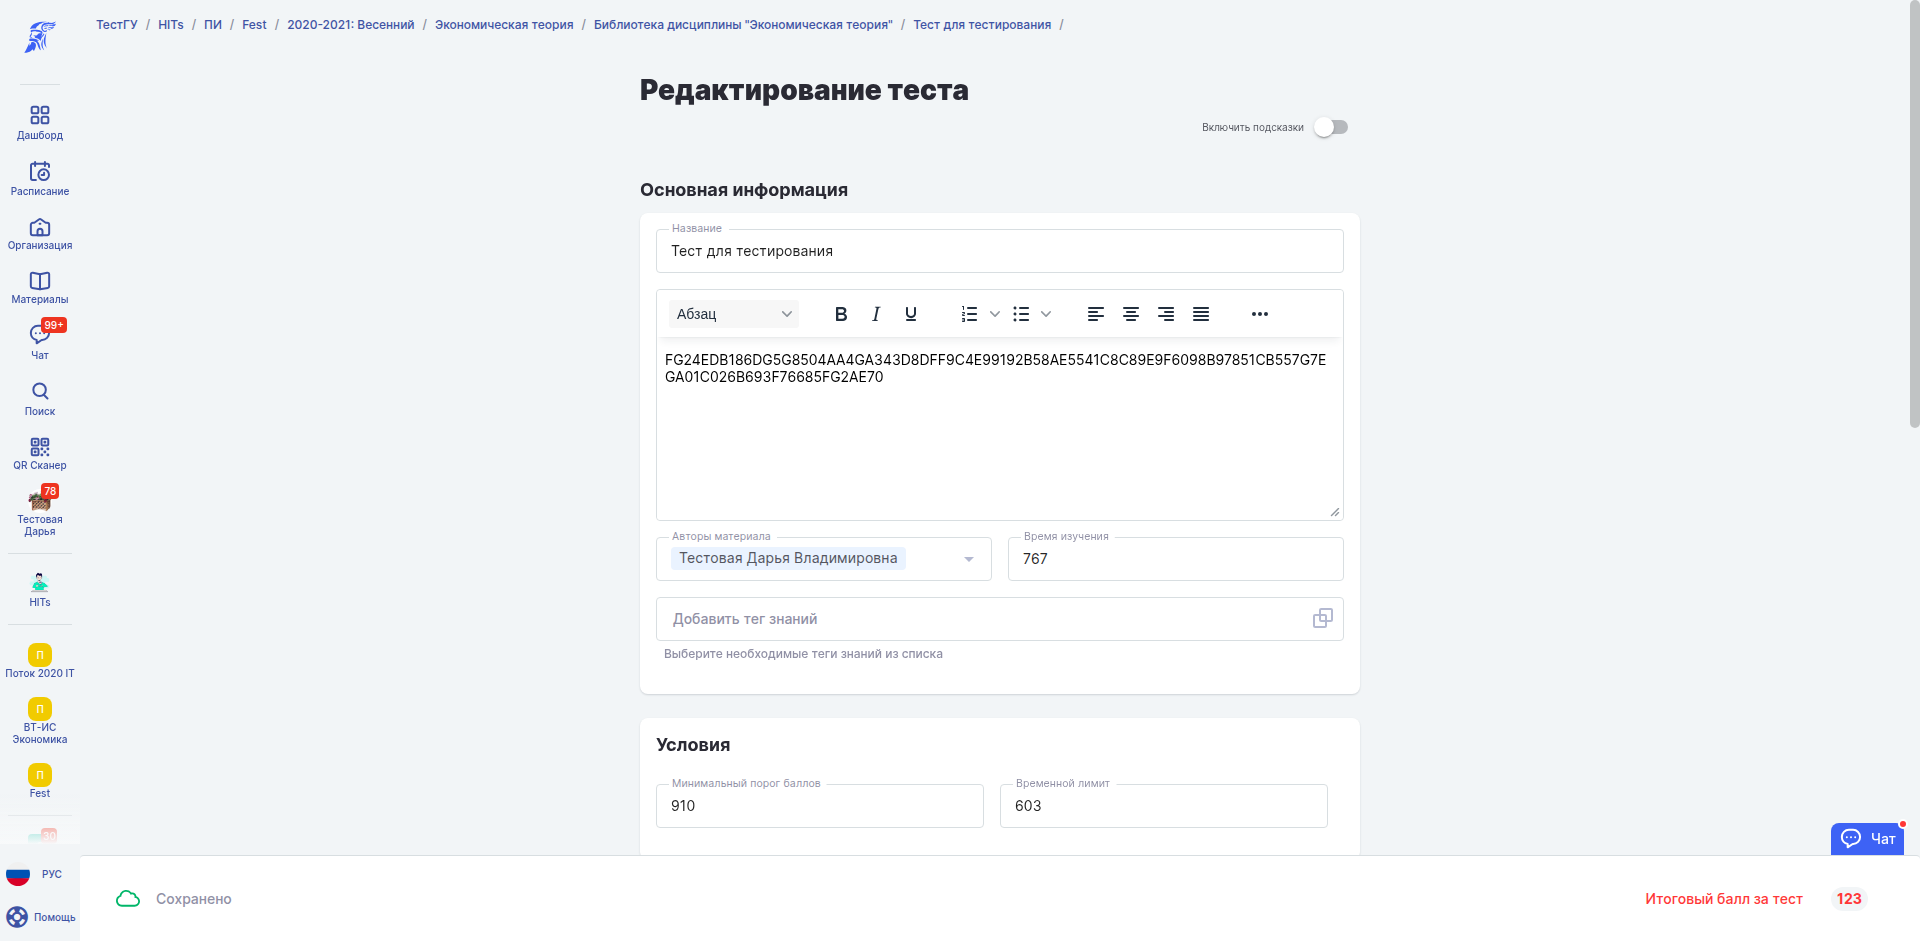 ТестГУ / HITs / ПИ / Fest / 2020-2021: Весенний / Экономическая теория / Библиотека дисциплины "Экономическая теория" / Тест для тестирования /
Дашборд
Расписание
Организация
Материалы
99+
Чат
Поиск
QR Сканер
78
Тестовая
Дарья
HITs
П
Поток 2020 IT
П
ВТ-ИС
Экономика
П
Fest
30
РУС
Помощь
Редактирование теста
Включить подсказки
Основная информация
Название
Тест для тестирования
Абзац B I U
FG24EDB186DG5G8504AA4GA343D8DFF9C4E99192B58AE5541C8C89E9F6098B97851CB557G7E
GA01C026B693F76685FG2AE70
Авторы материала
Тестовая Дарья Владимировна
Время изучения
767
Добавить тег знаний
Выберите необходимые теги знаний из списка
Условия
Минимальный порог баллов
910
Временной лимит
603
Чат
Сохранено
Итоговый балл за тест 123